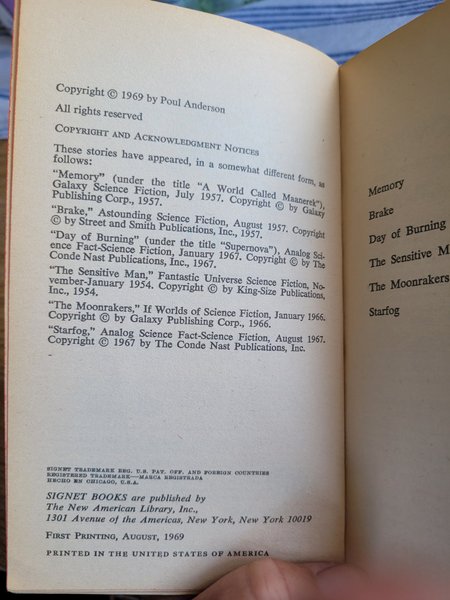 Copyright © 1969 by Poul Anderson
All rights reserved
COPYRIGHT AND ACKNOWLEDGMENT NOTICES
These stories have appeared, in a somewhat different form, as
follows:
"Memory" (under the title "A World Called Maanerek"),
Galaxy Science Fiction, July 1957. Copyright © by Galaxy
Publishing Corp., 1957.
"Brake," Astounding Science Fiction, August 1957. Copyright
© by Street and Smith Publications, Inc., 1957.
"Day of Burning" (under the title "Supernova"), Analog Sci-
ence Fact-Science Fiction, January 1967. Copyright © by The
Conde Nast Publications, Inc., 1967.
"The Sensitive Man," Fantastic Universe Science Fiction, No-
vember-January 1954. Copyright © by King-Size Publications,
Inc., 1954.
"The Moonrakers," If Worlds of Science Fiction, January 1966.
Copyright © by Galaxy Publishing Corp., 1966.
"Starfog," Analog Science Fact-Science Fiction, August 1967.
Copyright © 1967 by The Conde Nast Publications, Inc.
SIGNET TRADEMARK REG. U.S. PAT. OFF. AND FOREIGN COUNTRIES
REGISTERED TRADEMARK—MARCA REGISTRADA
HECHO EN CHICAGO, U.S.A.
SIGNET BOOKS are published by
The New American Library, Inc.,
1301 Avenue of the Americas, New York, New York 10019
FIRST PRINTING, AUGUST, 1969
PRINTED IN THE UNITED STATES OF AMERICA
Memory
Brake
Day of Burning
The Sensitive M
The Moonrakers
Starfog